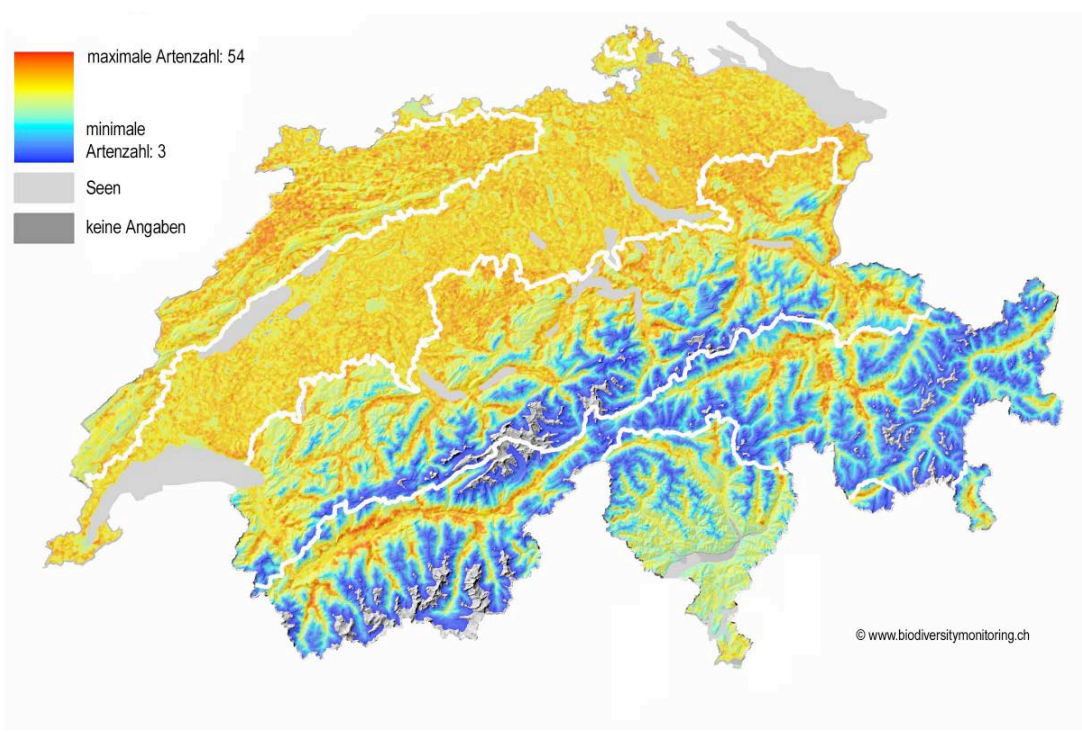 maximale Artenzahl: 54
minimale
Artenzahl: 3
Seen
keine Angaben
© www.biodiversitymonitoring.ch